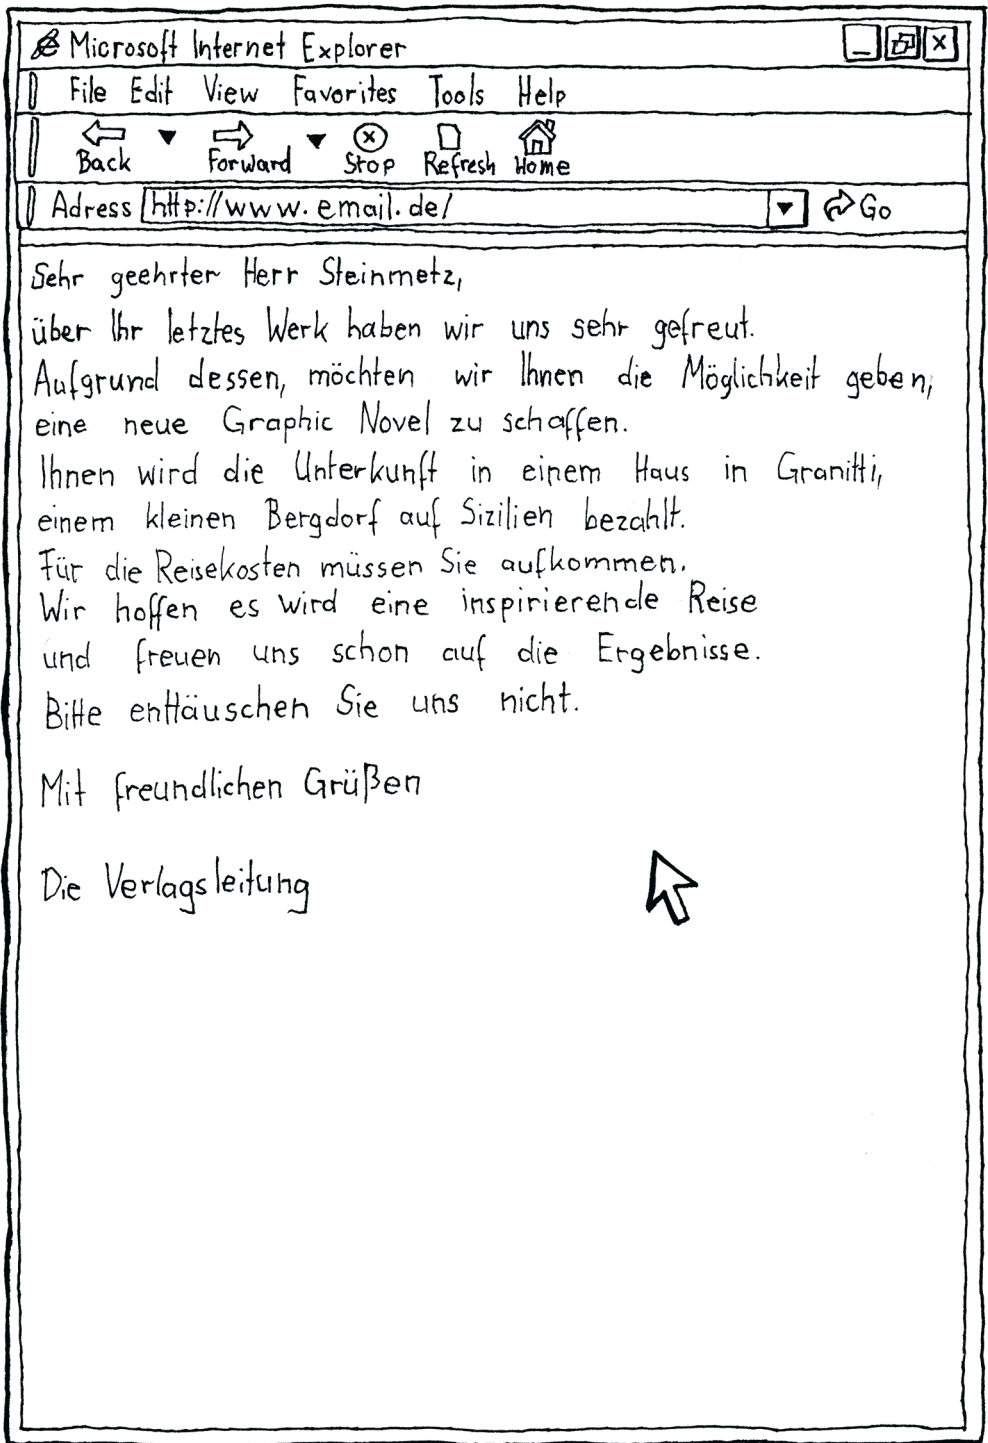 Microsoft Internet Explorer
File Edit View Favorites Tools Help
Back Forward Stop Refresh Home
Adress http://www.email.de/ Go
Sehr geehrter Herr Steinmetz,
über Ihr letztes Werk haben wir uns sehr gefreut.
Aufgrund dessen, möchten wir Ihnen die Möglichkeit geben,
eine neue Graphic Novel zu schaffen.
Ihnen wird die Unterkunft in einem Haus in Granitti,
einem kleinen Bergdorf auf Sizilien bezahlt.
Für die Reisekosten müssen Sie aufkommen.
Wir hoffen es wird eine inspirierende Reise
und freuen uns schon auf die Ergebnisse.
Bitte enttäuschen Sie uns nicht.
Mit freundlichen Grüßen
Die Verlagsleitung